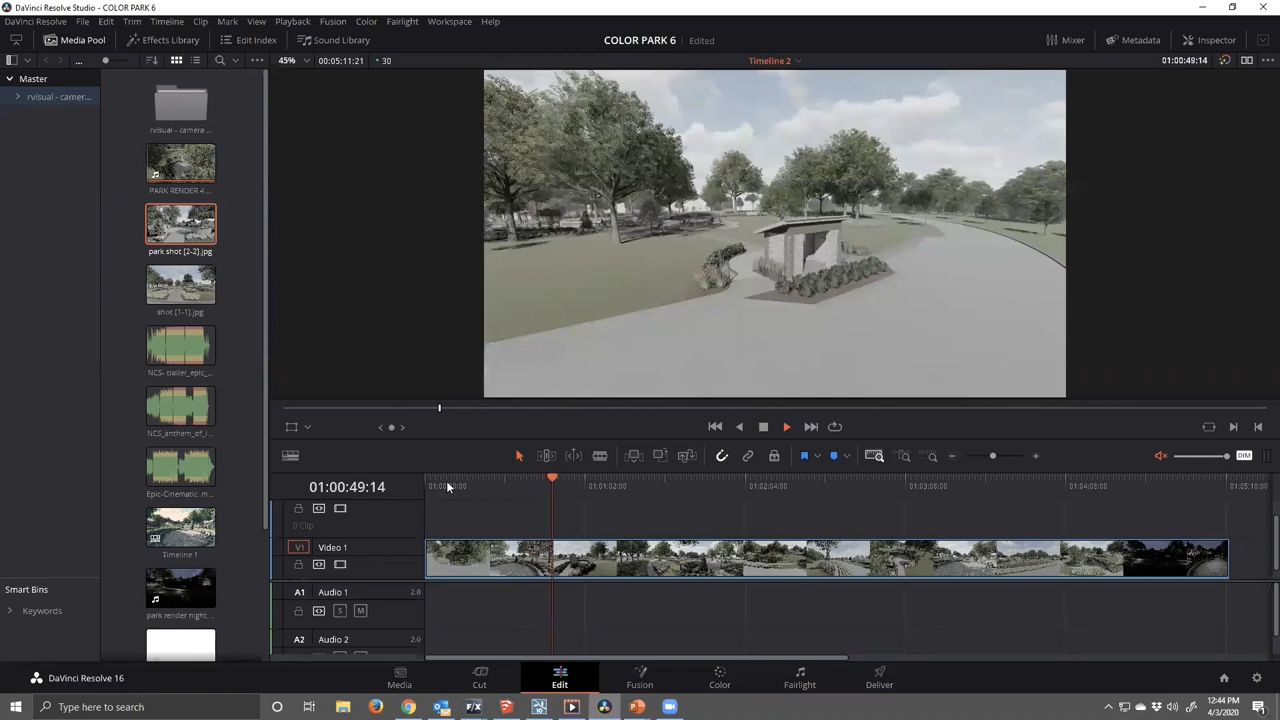 DaVinci Resolve Studio - COLOR PARK 6
DaVinci Resolve File Edit Trim Timeline Clip Mark View Playback Fusion Color Fairlight Workspace Help
Media Pool Effects Library Edit Index Sound Library COLOR PARK 6 Edited Mixer Metadata Inspector
... 45% 00:05:11:21 30 Timeline 2 01:00:49:14
Master
rvisual - camer...
rvisual - camera ...
PARK RENDER 4....
park shot [2-2].jpg
shot [1-1].jpg
NCS- trailer_epic_...
NCS_anthem_of_i...
Epic-Cinematic .m...
Timeline 1
park render night...
Smart Bins
Keywords
DIM
01:00:49:14
01:01:02:00 01:02:04:00 01:03:06:00 01:04:08:00 01:05:10:00
0 Clip
V1 Video 1
A1 Audio 1 2.0
S M
A2 Audio 2 2.0
DaVinci Resolve 16
Media Cut Edit Fusion Color Fairlight Deliver
Type here to search
12:44 PM
4/3/2020